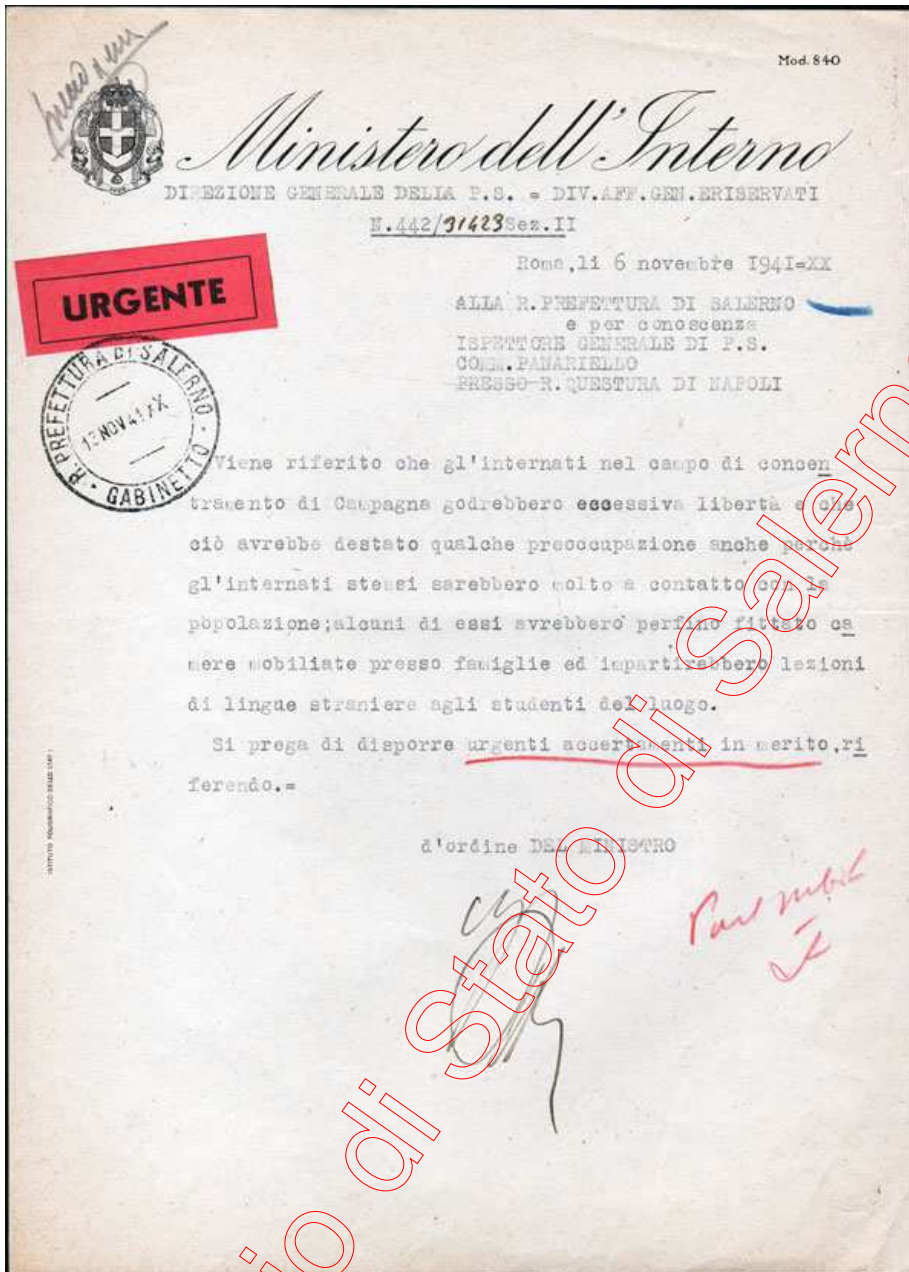 Mod. 840
Ministero dell'Interno
DIREZIONE GENERALE DELLA P.S. = DIV.AFF.GEN.ERISERVATI
N.442/31423 Sez.II
Roma,li 6 novembre 1941=XX
URGENTE
ALLA R.PREFETTURA DI SALERNO
e per conoscenza
ISPETTORE GENERALE DI P.S.
COMM.PANARIELLO
PRESSO R.QUESTURA DI NAPOLI
R. PREFETTURA DI SALERNO · GABINETTO
13 NOV 41 XX
Viene riferito che gl'internati nel campo di concen
tramento di Campagna godrebbero eccessiva libertà e che
ciò avrebbe destato qualche preoccupazione anche perchè
gl'internati stessi sarebbero molto a contatto con la
popolazione;alcuni di essi avrebbero perfino fittato ca
mere mobiliate presso famiglie ed impartirebbero lezioni
di lingue straniere agli studenti del luogo.
Si prega di disporre urgenti accertamenti in merito,ri
ferendo.=
d'ordine DEL MINISTRO
ISTITUTO POLIGRAFICO DELLO STATO
io di Stato di Salerno